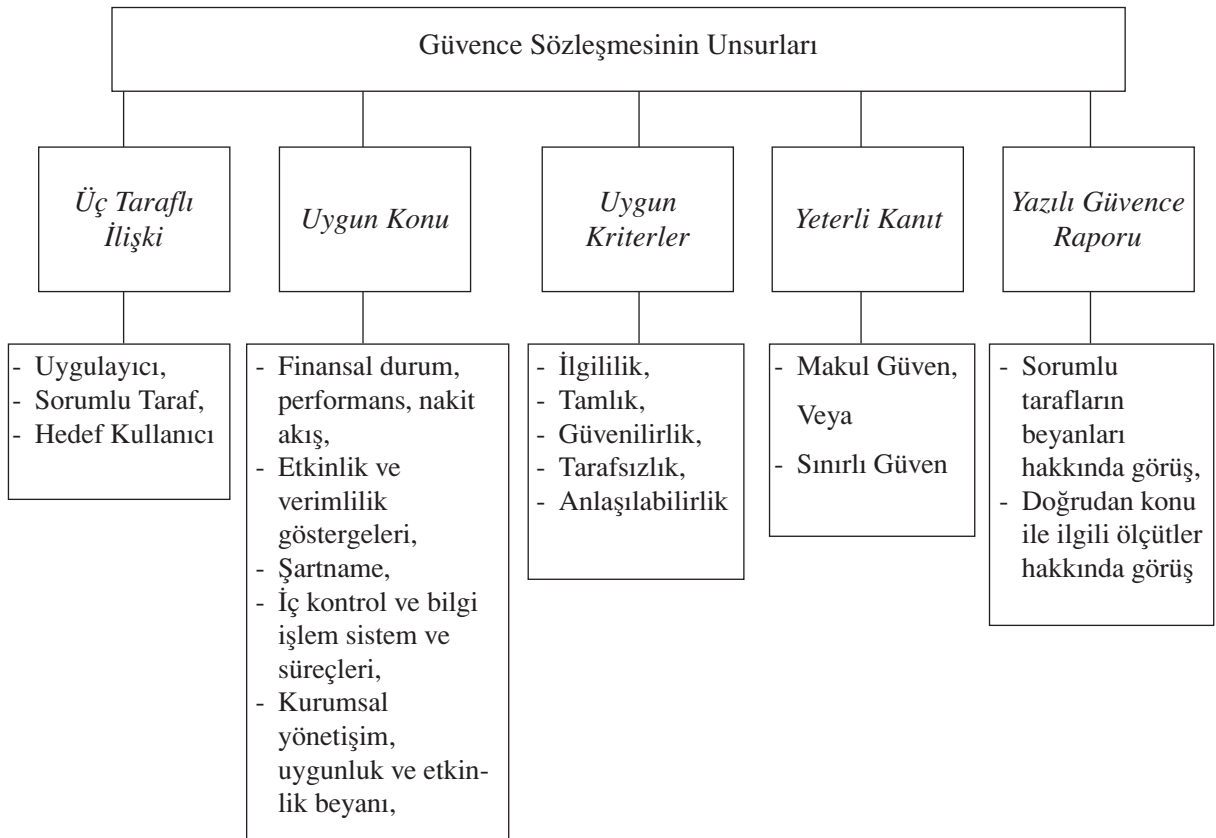 Güvence Sözleşmesinin Unsurları
Üç Taraflı
İlişki
Uygun Konu
Uygun
Kriterler
Yeterli Kanıt
Yazılı Güvence
Raporu
- Uygulayıcı,
- Sorumlu Taraf,
- Hedef Kullanıcı
- Finansal durum,
performans, nakit
akış,
- Etkinlik ve
verimlilik
göstergeleri,
- Şartname,
- İç kontrol ve bilgi
işlem sistem ve
süreçleri,
- Kurumsal
yönetişim,
uygunluk ve etkin-
lik beyanı,
- İlgililik,
- Tamlık,
- Güvenilirlik,
- Tarafsızlık,
- Anlaşılabilirlik
- Makul Güven,
Veya
- Sınırlı Güven
- Sorumlu
tarafların
beyanları
hakkında görüş,
- Doğrudan konu
ile ilgili ölçütler
hakkında görüş